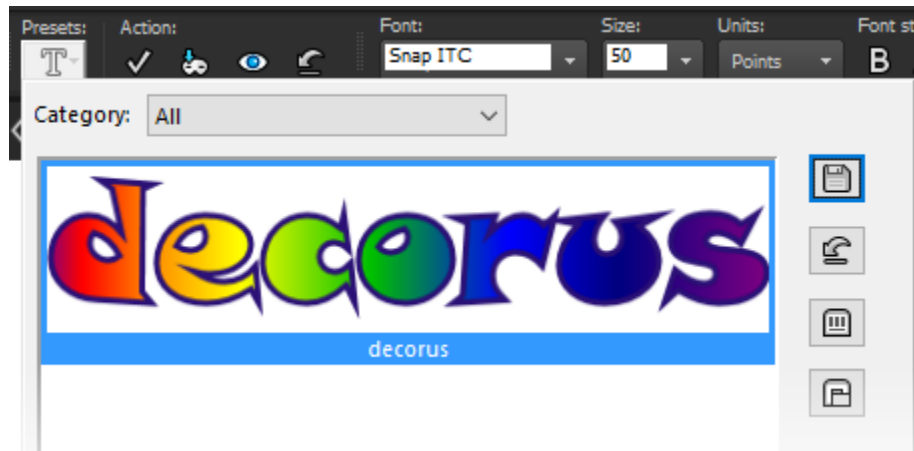 Presets: Action: Font: Size: Units: Font st
T Snap ITC 50 Points B
Category: All
decorus
decorus